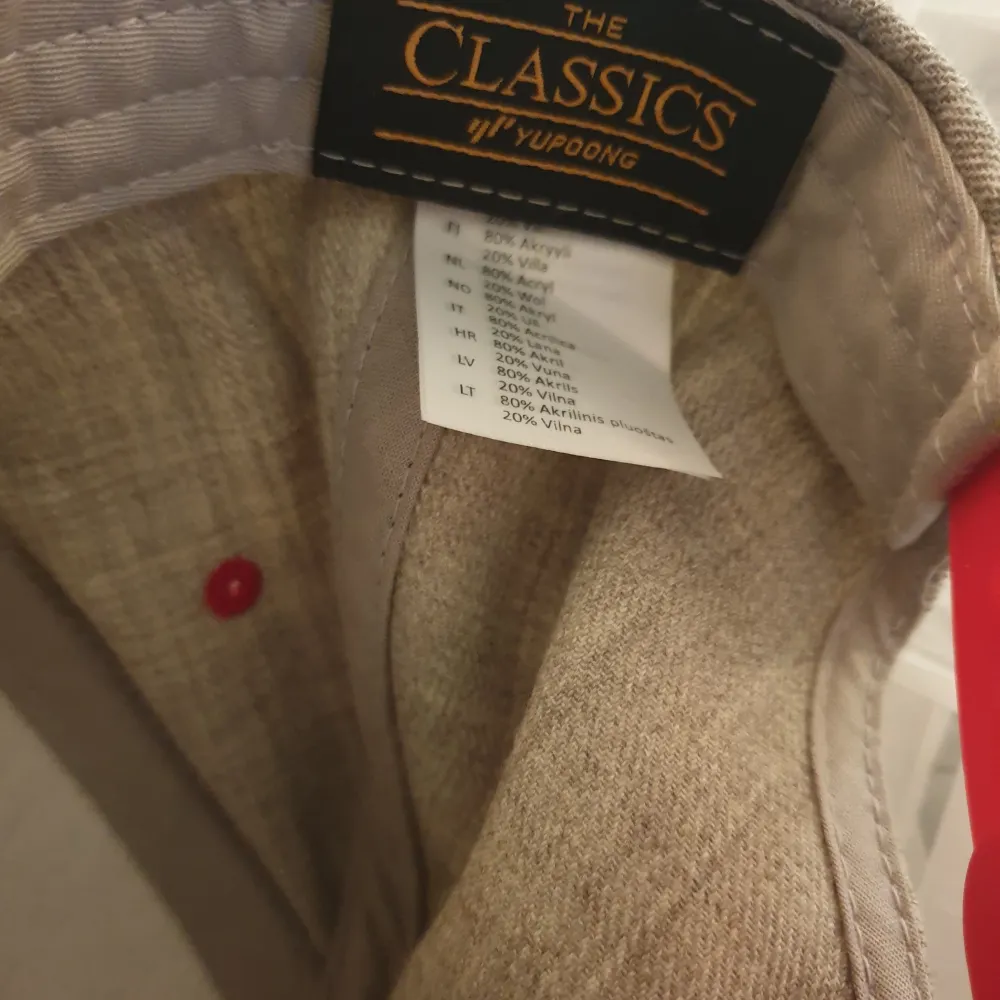 THE
CLASSICS
YUPOONG
FI 80% Akryyli
20% Villa
NL 80% Acryl
20% Wol
NO 80% Akryl
20% Ull
IT 80% Acrilica
20% Lana
HR 80% Akril
20% Vuna
LV 80% Akrils
20% Vilna
LT 80% Akrilinis pluoštas
20% Vilna